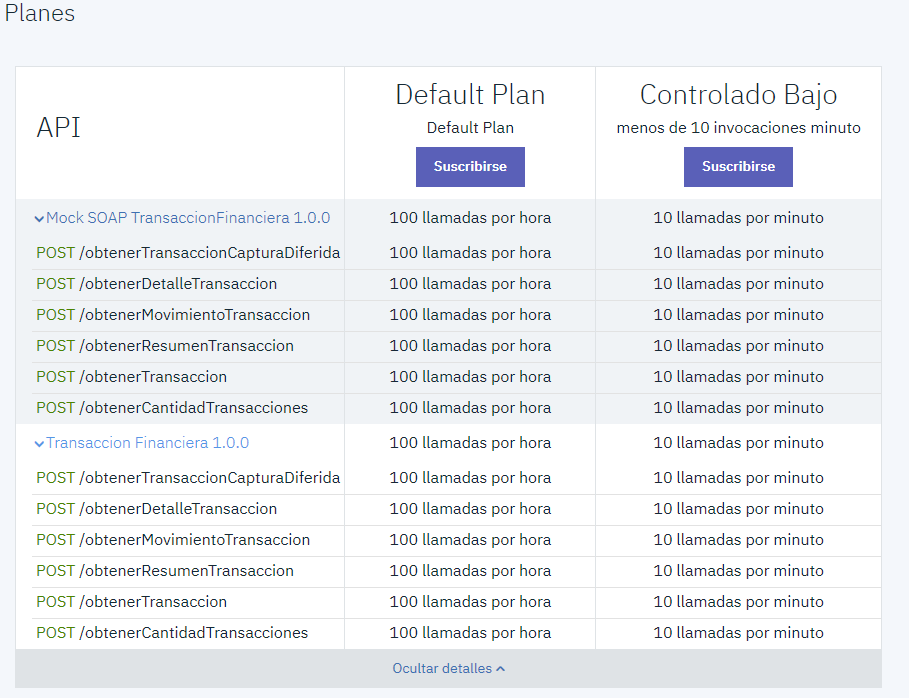 Planes
API
Default Plan
Default Plan
Suscribirse
Controlado Bajo
menos de 10 invocaciones minuto
Suscribirse
Mock SOAP TransaccionFinanciera 1.0.0 100 llamadas por hora 10 llamadas por minuto
POST /obtenerTransaccionCapturaDiferida 100 llamadas por hora 10 llamadas por minuto
POST /obtenerDetalleTransaccion 100 llamadas por hora 10 llamadas por minuto
POST /obtenerMovimientoTransaccion 100 llamadas por hora 10 llamadas por minuto
POST /obtenerResumenTransaccion 100 llamadas por hora 10 llamadas por minuto
POST /obtenerTransaccion 100 llamadas por hora 10 llamadas por minuto
POST /obtenerCantidadTransacciones 100 llamadas por hora 10 llamadas por minuto
Transaccion Financiera 1.0.0 100 llamadas por hora 10 llamadas por minuto
POST /obtenerTransaccionCapturaDiferida 100 llamadas por hora 10 llamadas por minuto
POST /obtenerDetalleTransaccion 100 llamadas por hora 10 llamadas por minuto
POST /obtenerMovimientoTransaccion 100 llamadas por hora 10 llamadas por minuto
POST /obtenerResumenTransaccion 100 llamadas por hora 10 llamadas por minuto
POST /obtenerTransaccion 100 llamadas por hora 10 llamadas por minuto
POST /obtenerCantidadTransacciones 100 llamadas por hora 10 llamadas por minuto
Ocultar detalles